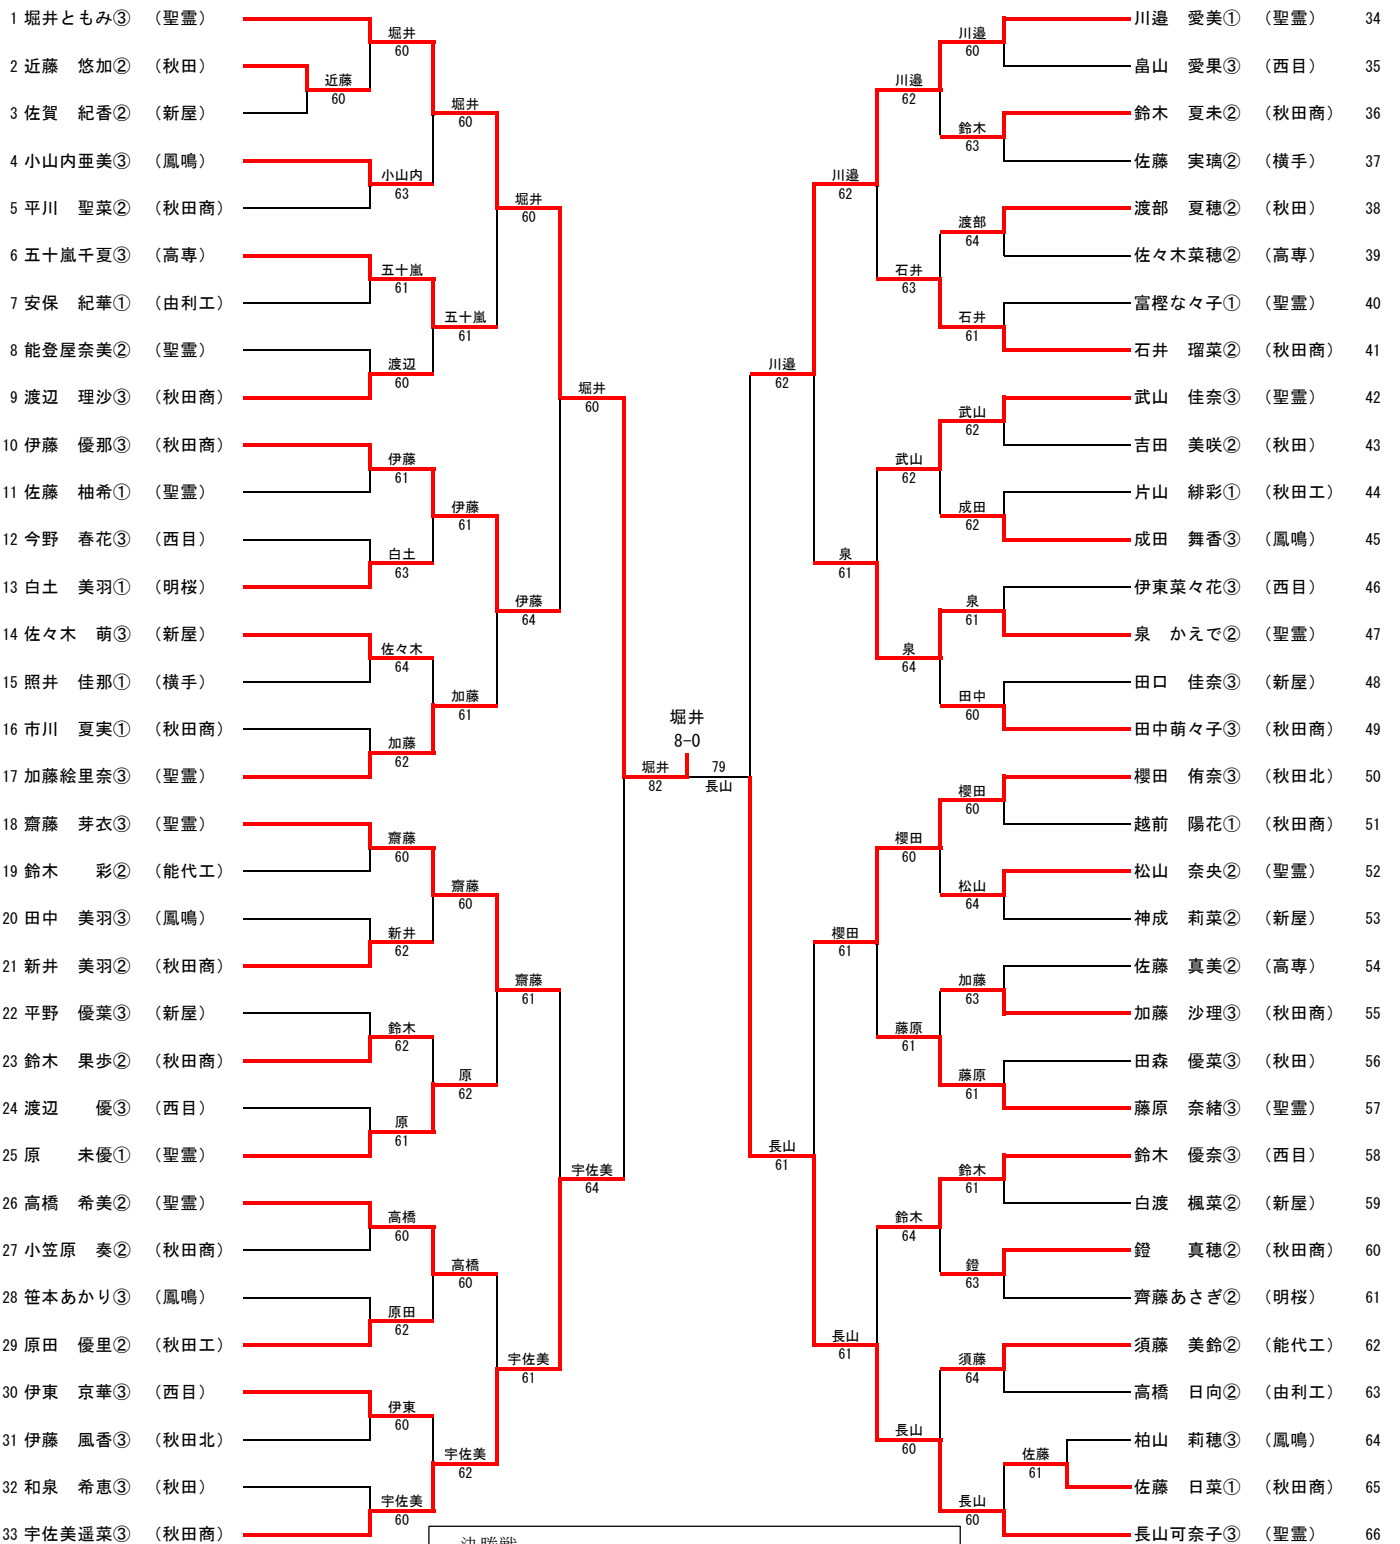 1 堀井ともみ③ （聖霊）
2 近藤　悠加② （秋田）
3 佐賀　紀香② （新屋）
4 小山内亜美③ （鳳鳴）
5 平川　聖菜② （秋田商）
6 五十嵐千夏③ （高専）
7 安保　紀華① （由利工）
8 能登屋奈美② （聖霊）
9 渡辺　理沙③ （秋田商）
10 伊藤　優那③ （秋田商）
11 佐藤　柚希① （聖霊）
12 今野　春花③ （西目）
13 白土　美羽① （明桜）
14 佐々木　萌③ （新屋）
15 照井　佳那① （横手）
16 市川　夏実① （秋田商）
17 加藤絵里奈③ （聖霊）
18 齋藤　芽衣③ （聖霊）
19 鈴木　　彩② （能代工）
20 田中　美羽③ （鳳鳴）
21 新井　美羽② （秋田商）
22 平野　優葉③ （新屋）
23 鈴木　果歩② （秋田商）
24 渡辺　　優③ （西目）
25 原　　未優① （聖霊）
26 高橋　希美② （聖霊）
27 小笠原　奏② （秋田商）
28 笹本あかり③ （鳳鳴）
29 原田　優里② （秋田工）
30 伊東　京華③ （西目）
31 伊藤　風香③ （秋田北）
32 和泉　希恵③ （秋田）
33 宇佐美遥菜③ （秋田商）
近藤
60
堀井
60
小山内
63
五十嵐
61
渡辺
60
伊藤
61
白土
63
佐々木
64
加藤
62
齋藤
60
新井
62
鈴木
62
原
61
高橋
60
原田
62
伊東
60
宇佐美
60
堀井
60
五十嵐
61
伊藤
61
加藤
61
齋藤
60
原
62
高橋
60
宇佐美
62
堀井
60
伊藤
64
齋藤
61
宇佐美
61
堀井
60
宇佐美
64
堀井
82
堀井
8-0
79
長山
川邉
62
長山
61
川邉
62
泉
61
櫻田
61
長山
61
川邉
62
石井
63
武山
62
泉
64
櫻田
60
藤原
61
鈴木
64
長山
60
川邉
60
鈴木
63
渡部
64
石井
61
武山
62
成田
62
泉
61
田中
60
櫻田
60
松山
64
加藤
63
藤原
61
鈴木
61
鐙
63
須藤
64
長山
60
佐藤
61
川邉　愛美① （聖霊） 34
畠山　愛果③ （西目） 35
鈴木　夏未② （秋田商） 36
佐藤　実璃② （横手） 37
渡部　夏穂② （秋田） 38
佐々木菜穂② （高専） 39
富樫な々子① （聖霊） 40
石井　瑠菜② （秋田商） 41
武山　佳奈③ （聖霊） 42
吉田　美咲② （秋田） 43
片山　緋彩① （秋田工） 44
成田　舞香③ （鳳鳴） 45
伊東菜々花③ （西目） 46
泉　かえで② （聖霊） 47
田口　佳奈③ （新屋） 48
田中萌々子③ （秋田商） 49
櫻田　侑奈③ （秋田北） 50
越前　陽花① （秋田商） 51
松山　奈央② （聖霊） 52
神成　莉菜② （新屋） 53
佐藤　真美② （高専） 54
加藤　沙理③ （秋田商） 55
田森　優菜③ （秋田） 56
藤原　奈緒③ （聖霊） 57
鈴木　優奈③ （西目） 58
白渡　楓菜② （新屋） 59
鐙　　真穂② （秋田商） 60
齊藤あさぎ② （明桜） 61
須藤　美鈴② （能代工） 62
高橋　日向② （由利工） 63
柏山　莉穂③ （鳳鳴） 64
佐藤　日菜① （秋田商） 65
長山可奈子③ （聖霊） 66
決勝戦